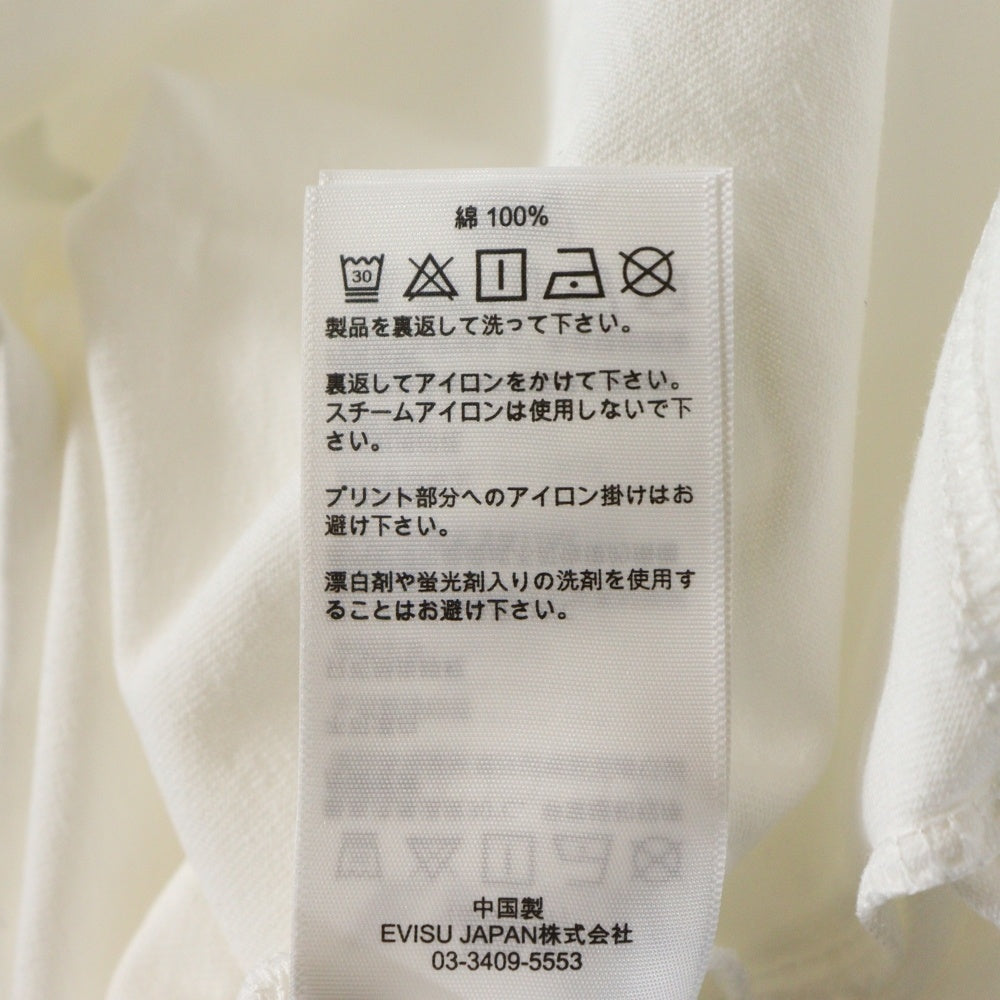 綿 100%
30
製品を裏返して洗って下さい。
裏返してアイロンをかけて下さい。
スチームアイロンは使用しないで下
さい。
プリント部分へのアイロン掛けはお
避け下さい。
漂白剤や蛍光剤入りの洗剤を使用す
ることはお避け下さい。
中国製
EVISU JAPAN株式会社
03-3409-5553